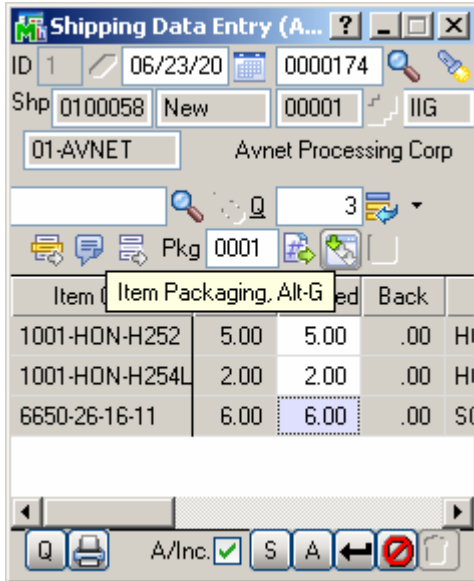 Shipping Data Entry (A...
ID 1 06/23/20 0000174
Shp 0100058 New 00001 IIG
01-AVNET Avnet Processing Corp
Q 3
Pkg 0001
Item Packaging, Alt-G
Item ed Back
1001-HON-H252 5.00 5.00 .00 H
1001-HON-H254L 2.00 2.00 .00 H
6650-26-16-11 6.00 6.00 .00 S
Q A/Inc. S A